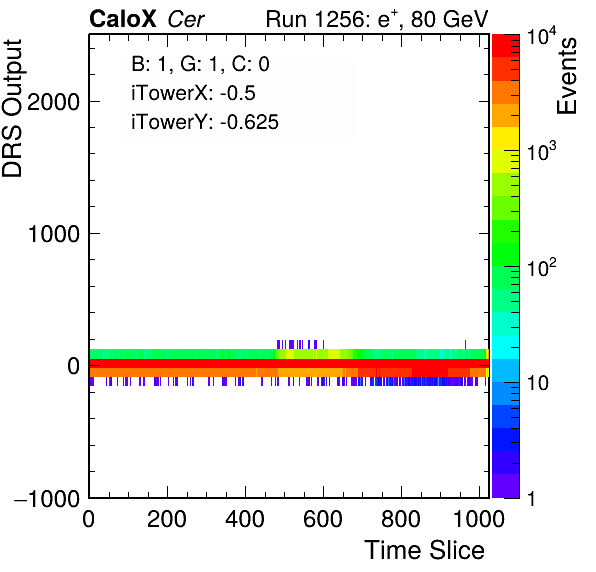 CaloX Cer Run 1256: e+, 80 GeV
B: 1, G: 1, C: 0
iTowerX: -0.5
iTowerY: -0.625
DRS Output
2000
1000
0
−1000
0 200 400 600 800 1000
Time Slice
Events
10^4
10^3
10^2
10
1